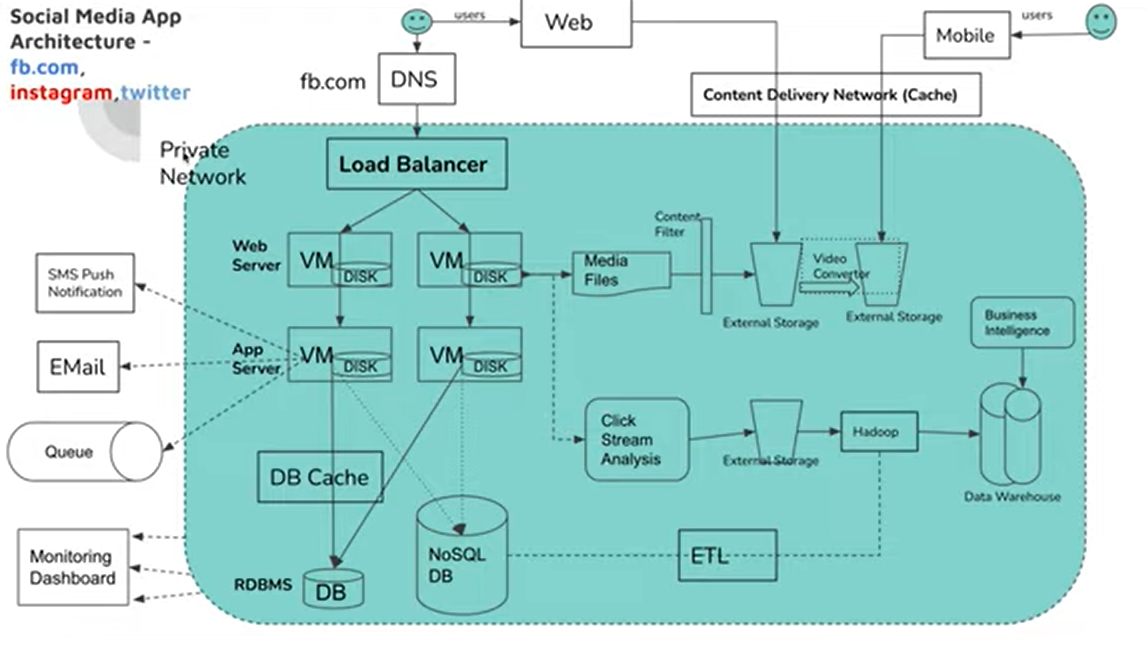 Social Media App
Architecture -
fb.com,
instagram,twitter
users
Web
users
Mobile
fb.com
DNS
Content Delivery Network (Cache)
Private
Network
Load Balancer
Web
Server
VM
DISK
VM
DISK
Media
Files
Content
Filter
Video
Convertor
External Storage
External Storage
SMS Push
Notification
EMail
Queue
App
Server
VM
DISK
VM
DISK
Business
Intelligence
Click
Stream
Analysis
External Storage
Hadoop
Data Warehouse
DB Cache
NoSQL
DB
ETL
Monitoring
Dashboard
RDBMS
DB